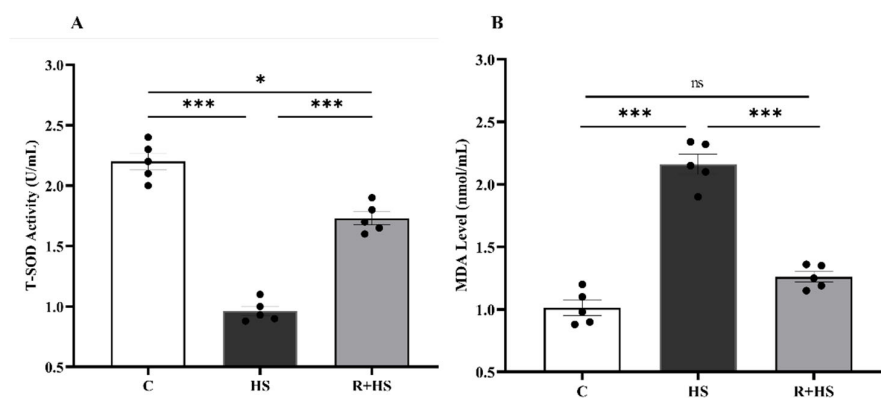 A
T-SOD Activity (U/mL)
3.0
2.5
2.0
1.5
1.0
0.5
*
*** ***
C HS R+HS
B
MDA Level (nmol/mL)
3.0
2.5
2.0
1.5
1.0
0.5
ns
*** ***
C HS R+HS